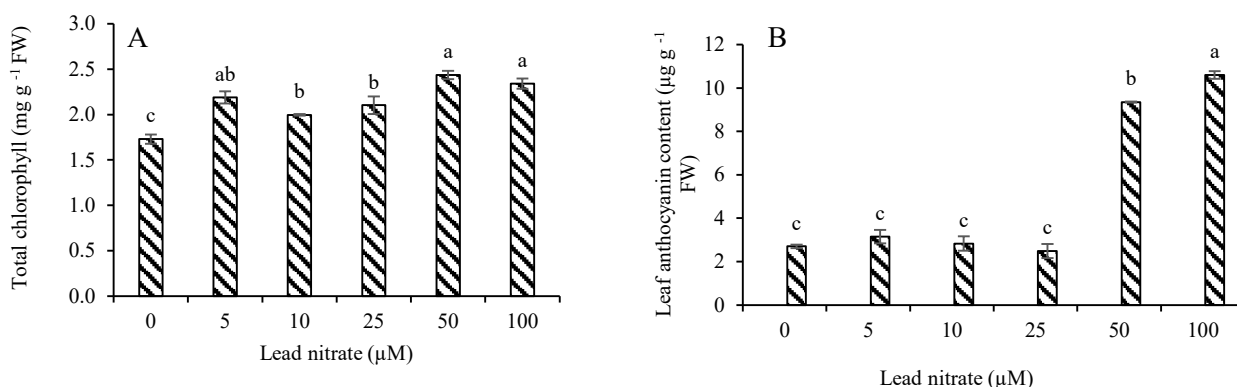 A
Total chlorophyll (mg g -1 FW)
3.0
2.5
2.0
1.5
1.0
0.5
0.0
c
ab
b
b
a
a
0 5 10 25 50 100
Lead nitrate (µM)
B
Leaf anthocyanin content (µg g -1
FW)
12
10
8
6
4
2
0
c
c
c
c
b
a
0 5 10 25 50 100
Lead nitrate (µM)